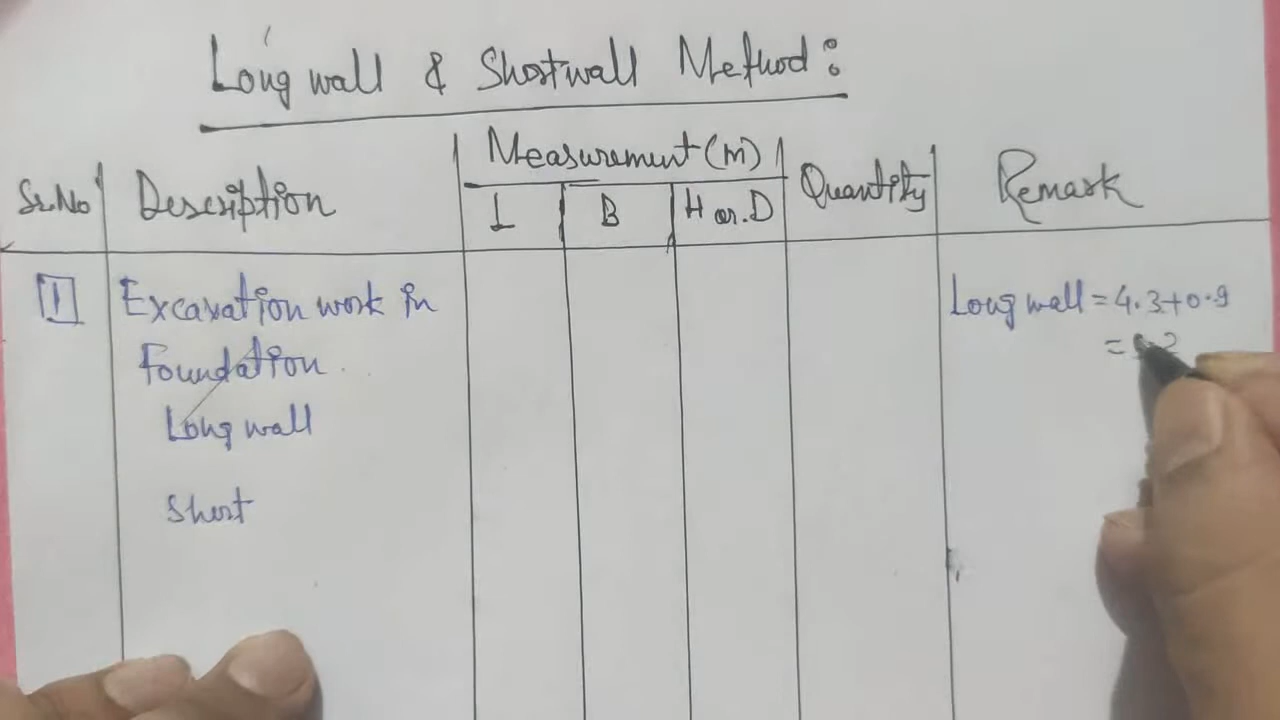 Long wall & Shortwall Method:
Sr.No Description Measurement (m) Quantity Remark
L B H or.D
1 Excavation work in Long wall = 4.3+0.9
Foundation.
Long wall
Short